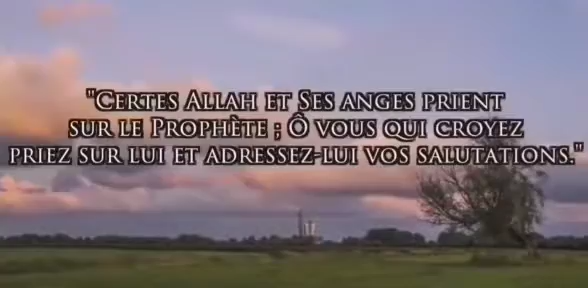 "Certes Allah et Ses anges prient
sur le Prophète ; Ô vous qui croyez
priez sur lui et adressez-lui vos salutations."